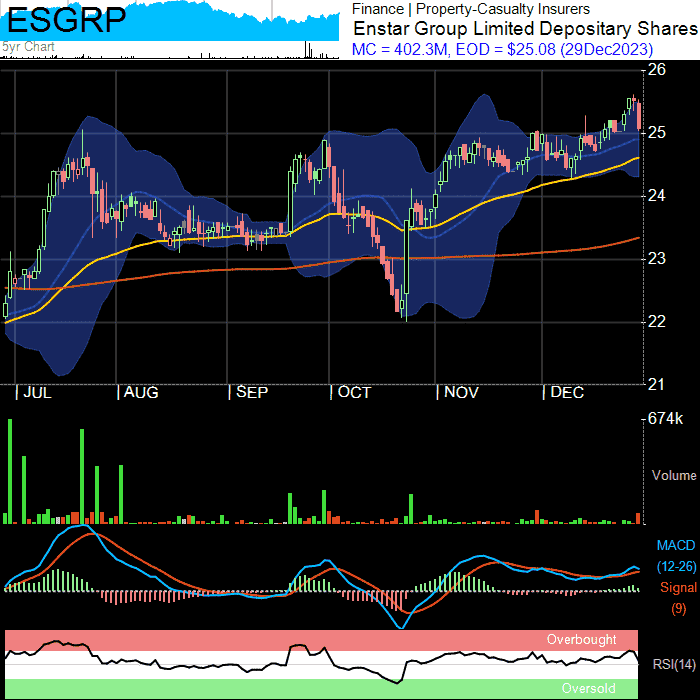 ESGRP
5yr Chart
Finance | Property-Casualty Insurers
Enstar Group Limited Depositary Shares
MC = 402.3M, EOD = $25.08 (29Dec2023)
26
25
24
23
22
21
JUL AUG SEP OCT NOV DEC
674k
Volume
MACD
(12-26)
Signal
(9)
Overbought
RSI(14)
Oversold